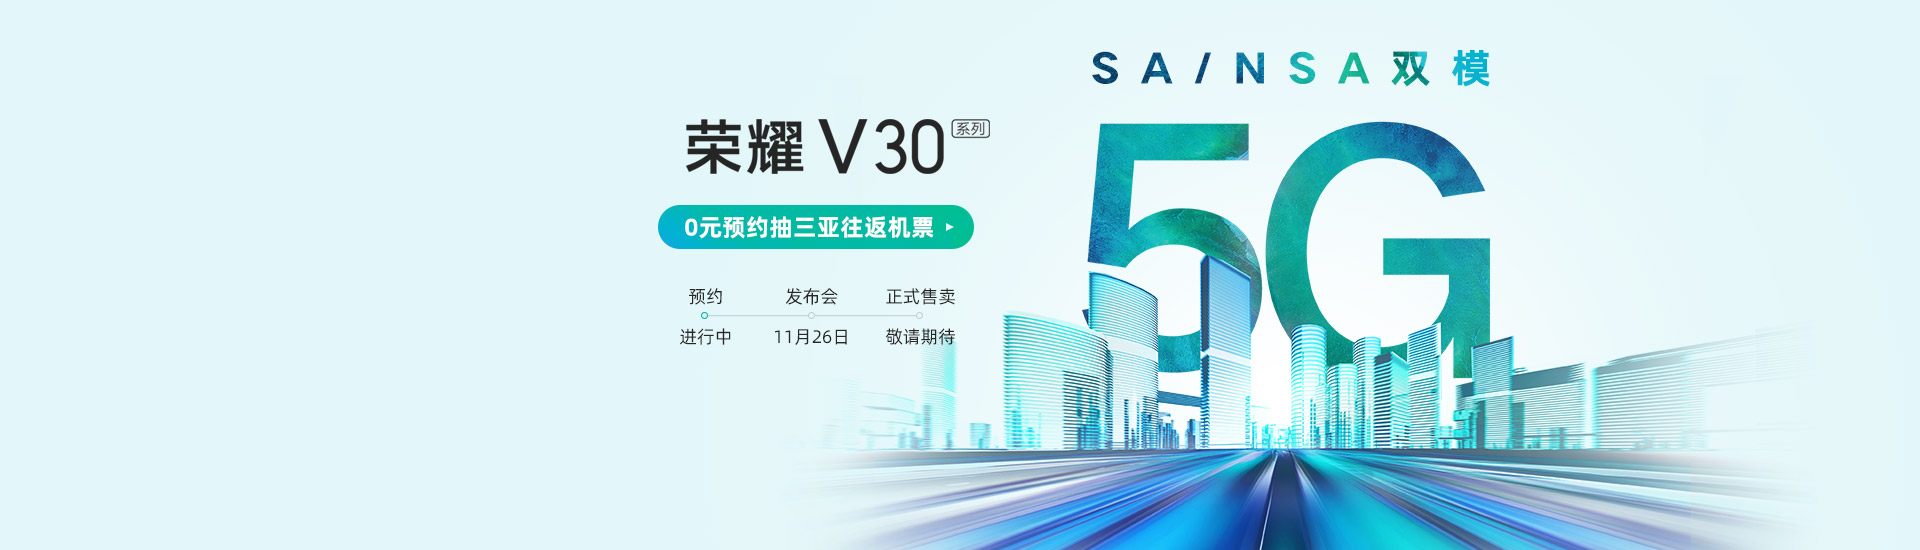 SA/NSA双模
5G
荣耀V30系列
0元预约抽三亚往返机票
预约 发布会 正式售卖
进行中 11月26日 敬请期待